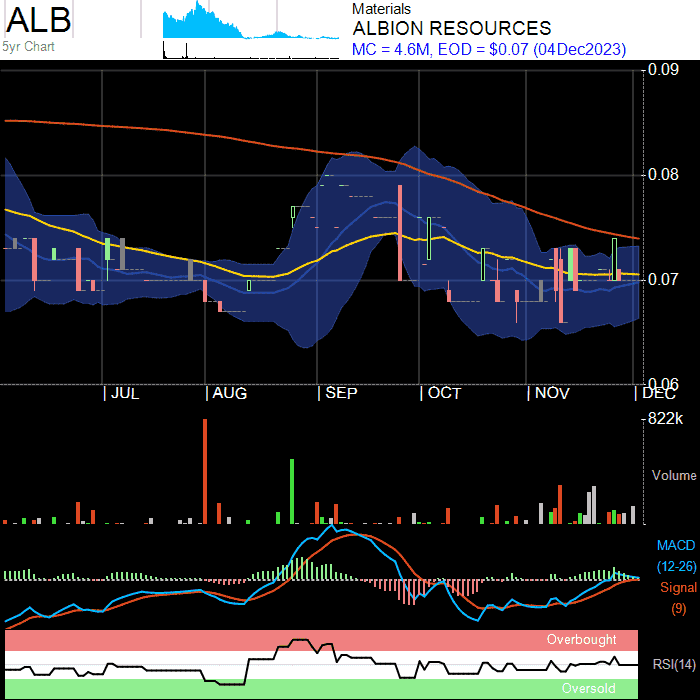 ALB
5yr Chart
Materials
ALBION RESOURCES
MC = 4.6M, EOD = $0.07 (04Dec2023)
0.09
0.08
0.07
0.06
JUL AUG SEP OCT NOV DEC
822k
Volume
MACD
(12-26)
Signal
(9)
Overbought
RSI(14)
Oversold